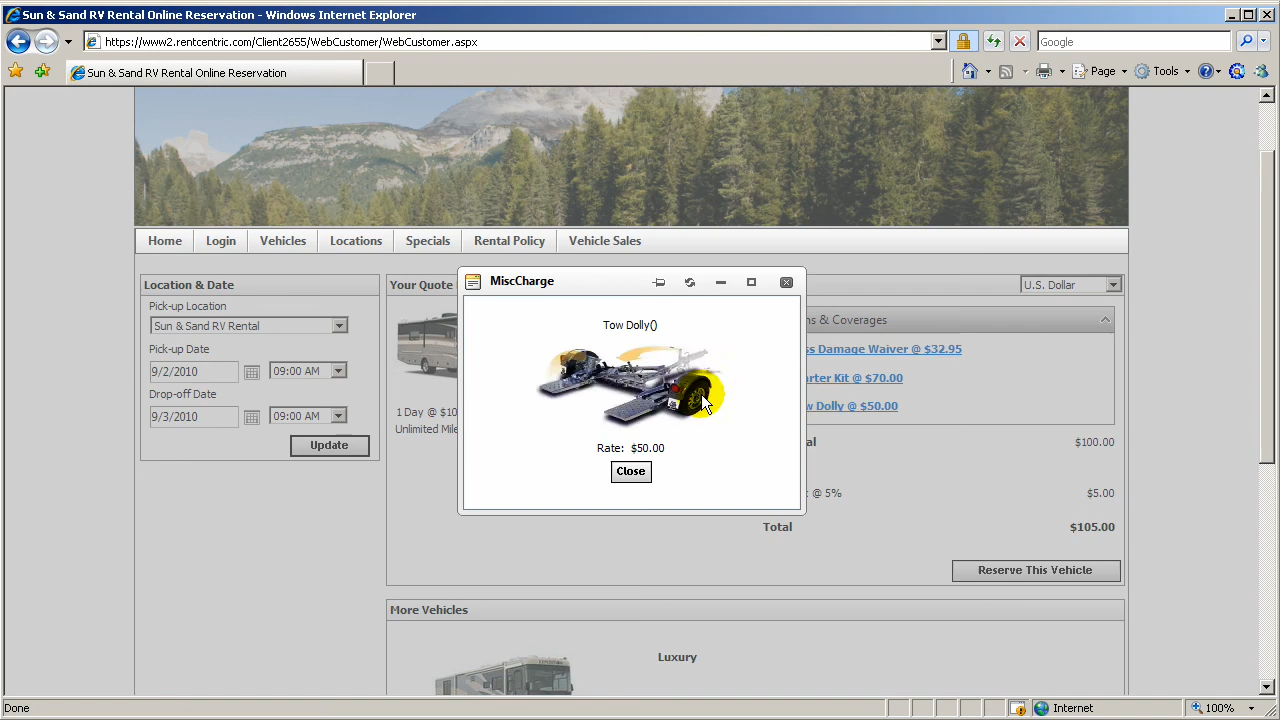 Sun & Sand RV Rental Online Reservation - Windows Internet Explorer
https://www2.rentcentric.com/Client2655/WebCustomer/WebCustomer.aspx
Google
Sun & Sand RV Rental Online Reservation
Page
Tools
Home
Login
Vehicles
Locations
Specials
Rental Policy
Vehicle Sales
Location & Date
Pick-up Location
Sun & Sand RV Rental
Pick-up Date
9/2/2010
09:00 AM
Drop-off Date
9/3/2010
09:00 AM
Update
Your Quote
U.S. Dollar
1 Day @ $10
Unlimited Mile
MiscCharge
Tow Dolly()
Rate: $50.00
Close
ns & Coverages
ss Damage Waiver @ $32.95
rter Kit @ $70.00
w Dolly @ $50.00
al
$100.00
@ 5%
$5.00
Total
$105.00
Reserve This Vehicle
More Vehicles
Luxury
Done
Internet
100%